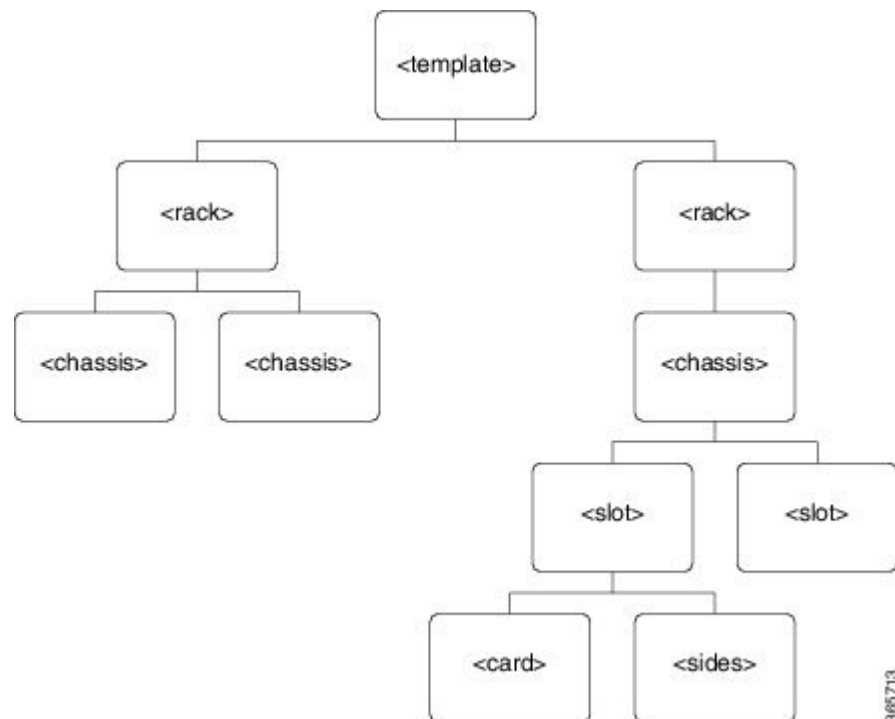 <template>
<rack>
<rack>
<chassis>
<chassis>
<chassis>
<slot>
<slot>
<card>
<sides>